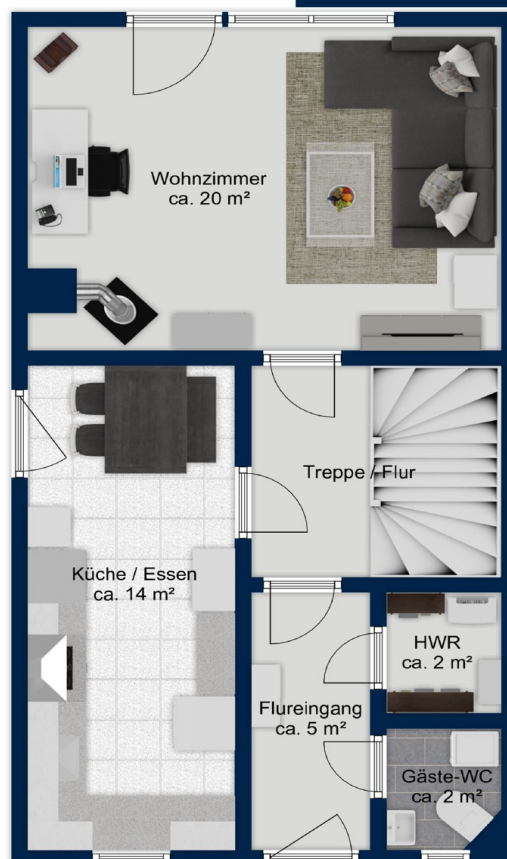 Wohnzimmer
ca. 20 m²
Treppe / Flur
Küche / Essen
ca. 14 m²
HWR
ca. 2 m²
Flureingang
ca. 5 m²
Gäste-WC
ca. 2 m²